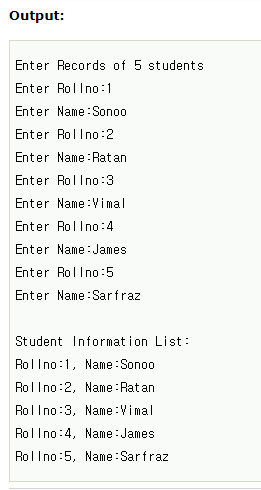 Output:
Enter Records of 5 students
Enter Rollno:1
Enter Name:Sonoo
Enter Rollno:2
Enter Name:Ratan
Enter Rollno:3
Enter Name:Vimal
Enter Rollno:4
Enter Name:James
Enter Rollno:5
Enter Name:Sarfraz
Student Information List:
Rollno:1, Name:Sonoo
Rollno:2, Name:Ratan
Rollno:3, Name:Vimal
Rollno:4, Name:James
Rollno:5, Name:Sarfraz